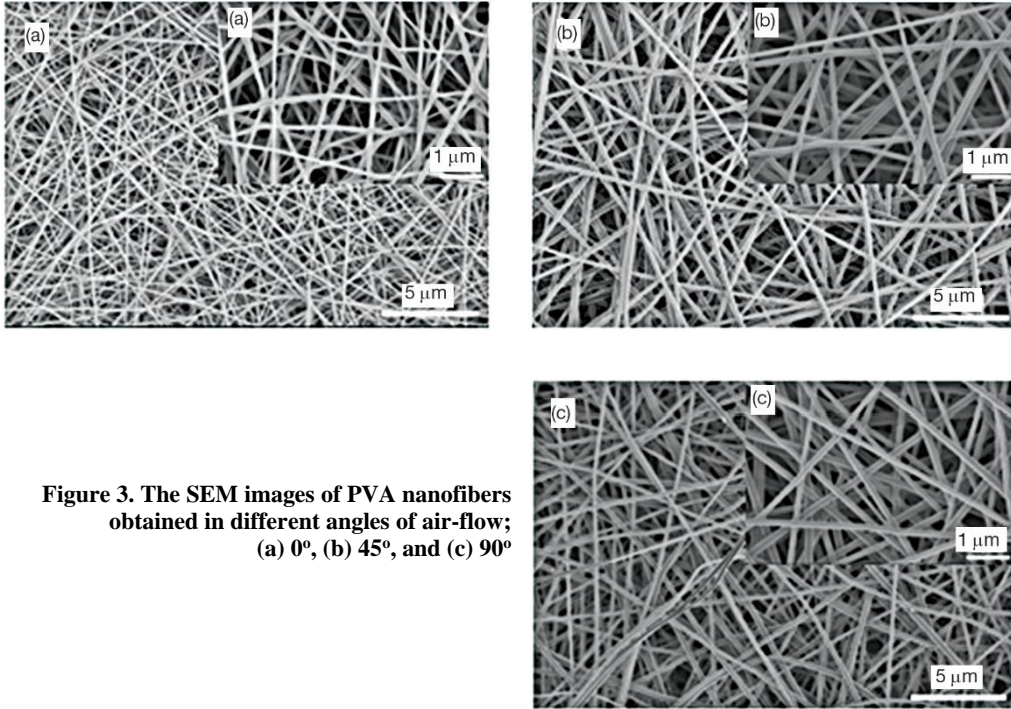 (a)
(a)
1 μm
5 μm
(b)
(b)
1 μm
5 μm
(c)
(c)
1 μm
5 μm
Figure 3. The SEM images of PVA nanofibers
obtained in different angles of air-flow;
(a) 0º, (b) 45º, and (c) 90º